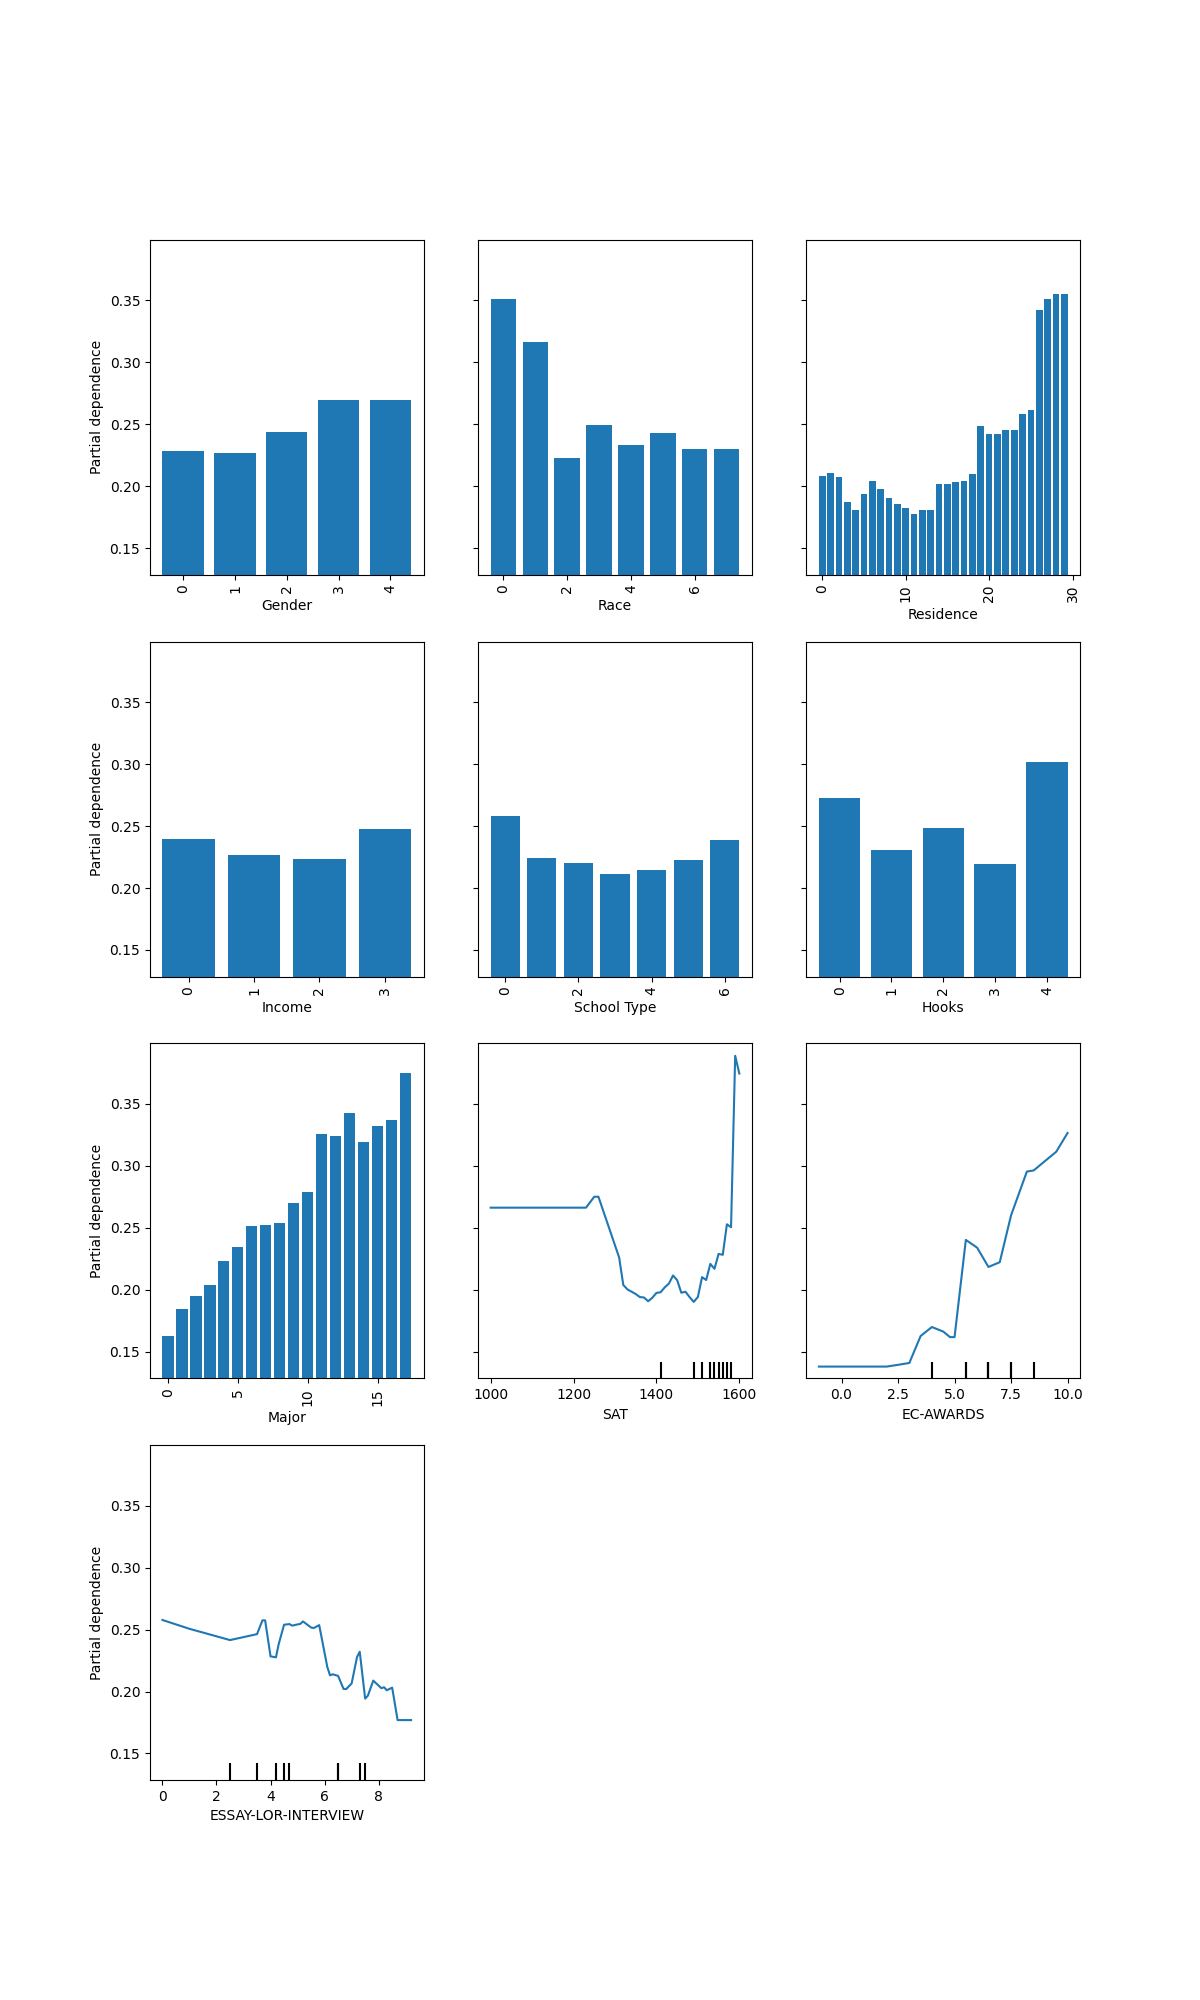 0.35
0.30
0.25
0.20
0.15
Partial dependence
0 1 2 3 4
Gender
0 2 4 6
Race
0 10 20 30
Residence
0.35
0.30
0.25
0.20
0.15
Partial dependence
0 1 2 3
Income
0 2 4 6
School Type
0 1 2 3 4
Hooks
0.35
0.30
0.25
0.20
0.15
Partial dependence
0 5 10 15
Major
1000 1200 1400 1600
SAT
0.0 2.5 5.0 7.5 10.0
EC-AWARDS
0.35
0.30
0.25
0.20
0.15
Partial dependence
0 2 4 6 8
ESSAY-LOR-INTERVIEW